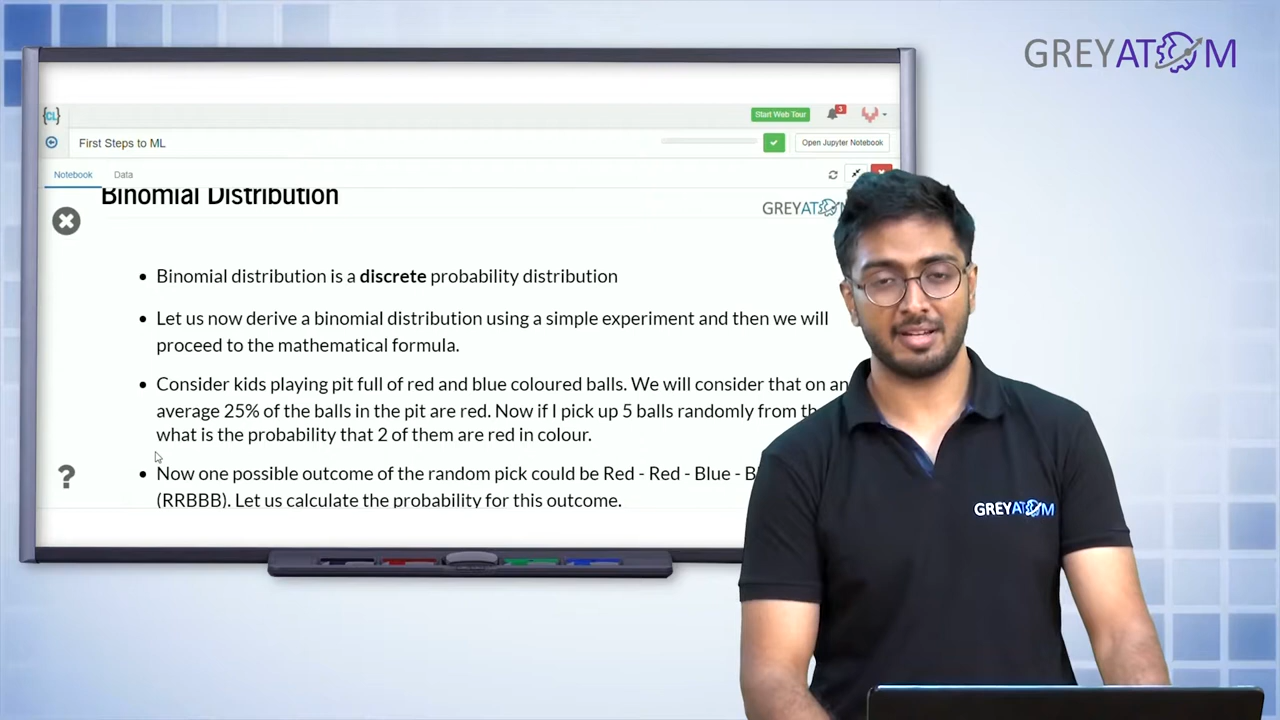 GREYATOM
{CL}
Start Web Tour
3
First Steps to ML
Open Jupyter Notebook
Notebook
Data
Binomial Distribution
GREYATOM
Binomial distribution is a discrete probability distribution
Let us now derive a binomial distribution using a simple experiment and then we will
proceed to the mathematical formula.
Consider kids playing pit full of red and blue coloured balls. We will consider that on an
average 25% of the balls in the pit are red. Now if I pick up 5 balls randomly from
what is the probability that 2 of them are red in colour.
?
Now one possible outcome of the random pick could be Red - Red - Blue -
(RRBBB). Let us calculate the probability for this outcome.
GREYATOM